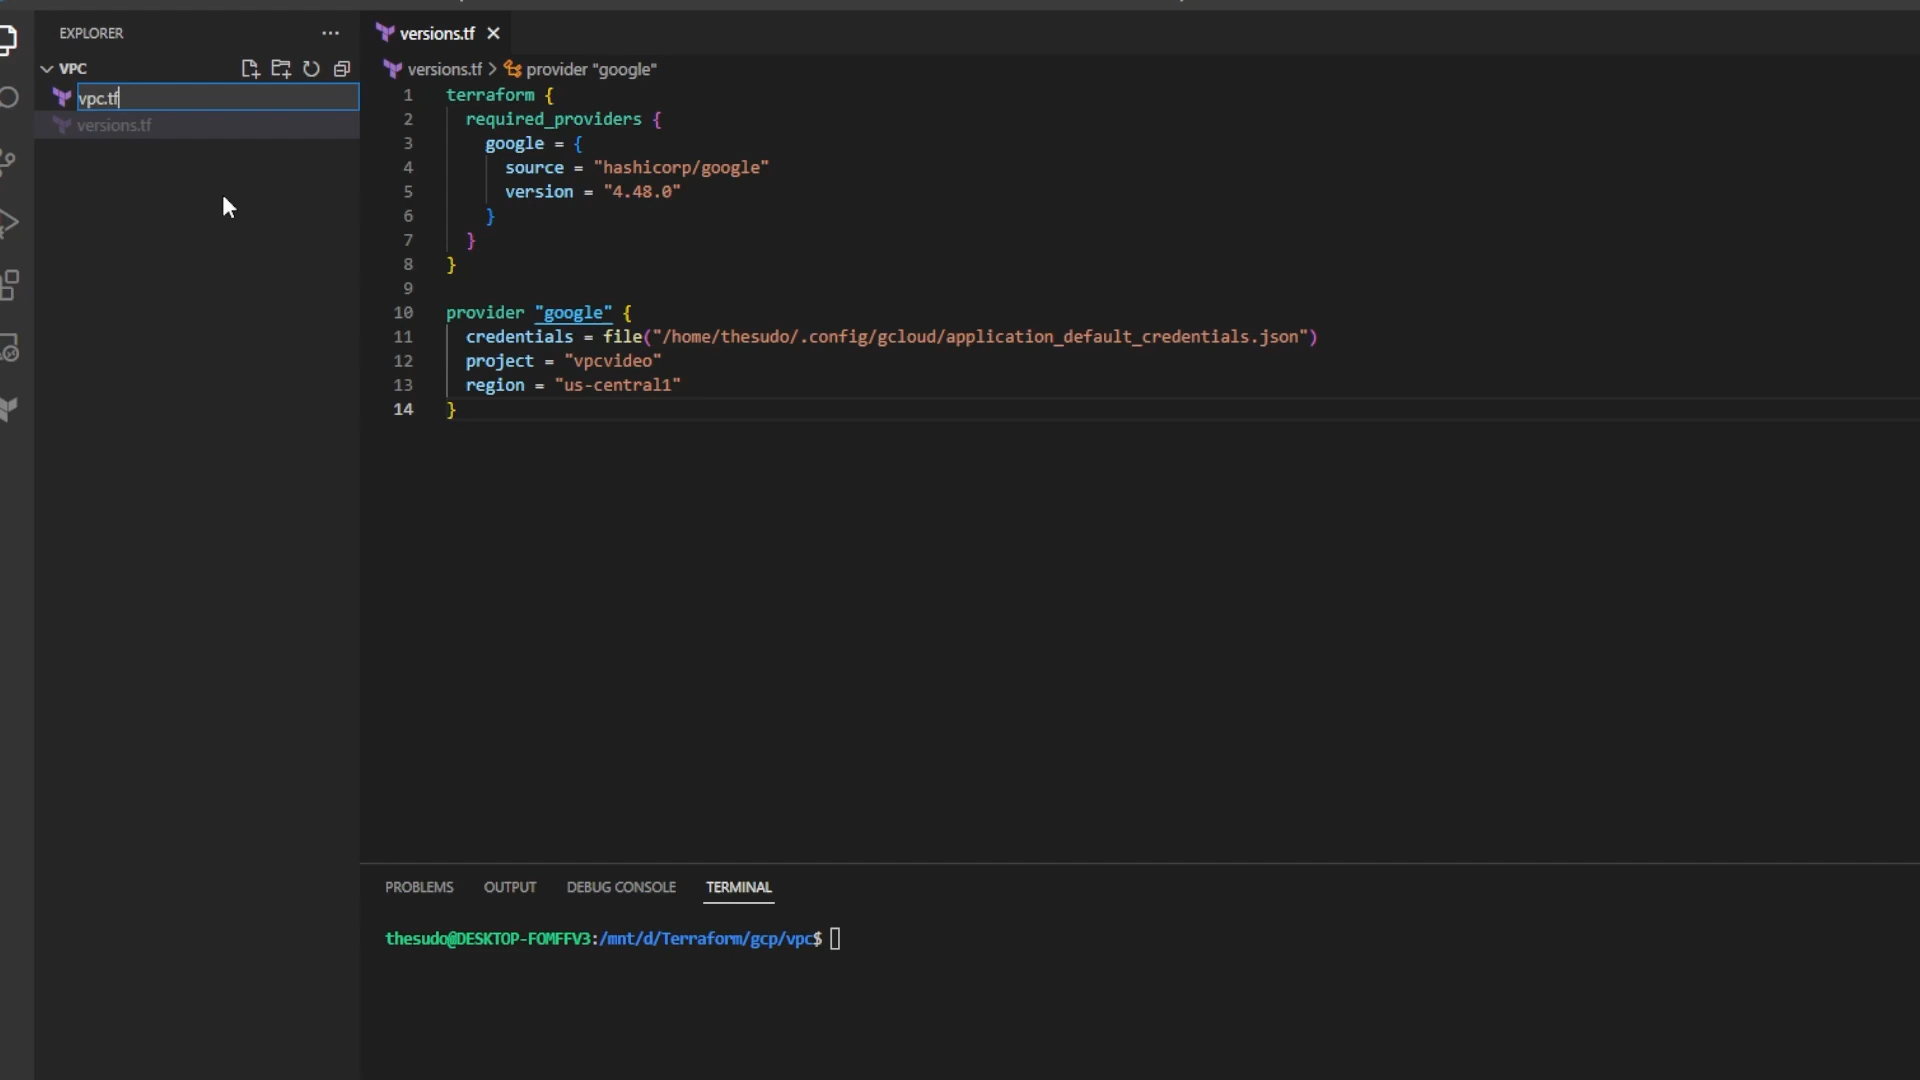 EXPLORER
VPC
vpc.tf
versions.tf
versions.tf
versions.tf > provider "google"
1 terraform {
2 required_providers {
3 google = {
4 source = "hashicorp/google"
5 version = "4.48.0"
6 }
7 }
8 }
9
10 provider "google" {
11 credentials = file("/home/thesudo/.config/gcloud/application_default_credentials.json")
12 project = "vpcvideo"
13 region = "us-central1"
14 }
PROBLEMS OUTPUT DEBUG CONSOLE TERMINAL
thesudo@DESKTOP-FOMFFV3:/mnt/d/Terraform/gcp/vpc$